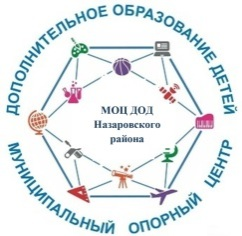 ДОПОЛНИТЕЛЬНОЕ ОБРАЗОВАНИЕ ДЕТЕЙ
МОЦ ДОД
Назаровского
района
МУНИЦИПАЛЬНЫЙ ОПОРНЫЙ ЦЕНТР